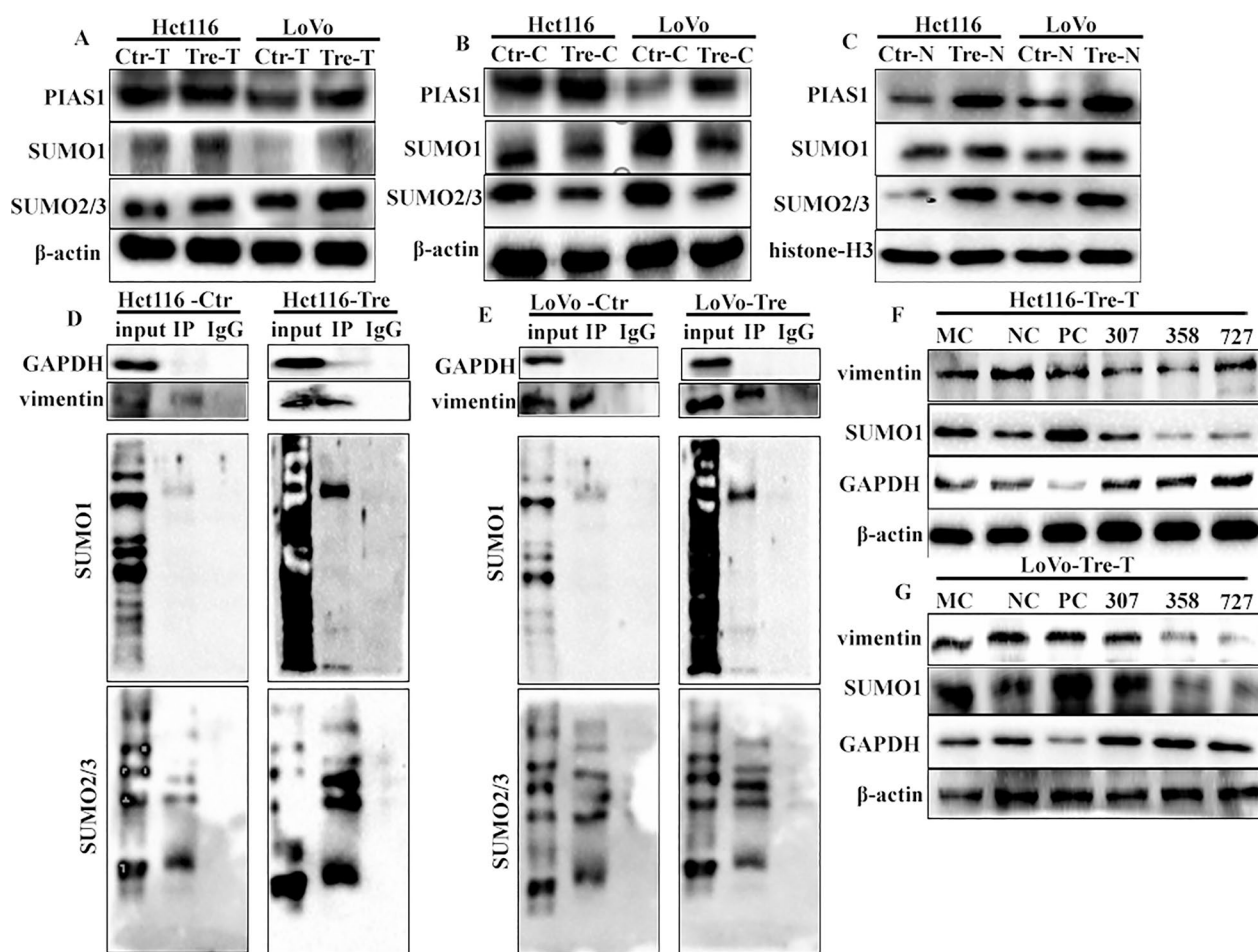 A
Hct116 LoVo
Ctr-T Tre-T Ctr-T Tre-T
PIAS1
SUMO1
SUMO2/3
β-actin
B
Hct116 LoVo
Ctr-C Tre-C Ctr-C Tre-C
PIAS1
SUMO1
SUMO2/3
β-actin
C
Hct116 LoVo
Ctr-N Tre-N Ctr-N Tre-N
PIAS1
SUMO1
SUMO2/3
histone-H3
D
Hct116 -Ctr Hct116-Tre
input IP IgG input IP IgG
GAPDH
vimentin
SUMO1
SUMO2/3
E
LoVo -Ctr LoVo-Tre
input IP IgG input IP IgG
GAPDH
vimentin
SUMO1
SUMO2/3
F
Hct116-Tre-T
MC NC PC 307 358 727
vimentin
SUMO1
GAPDH
β-actin
LoVo-Tre-T
G
MC NC PC 307 358 727
vimentin
SUMO1
GAPDH
β-actin